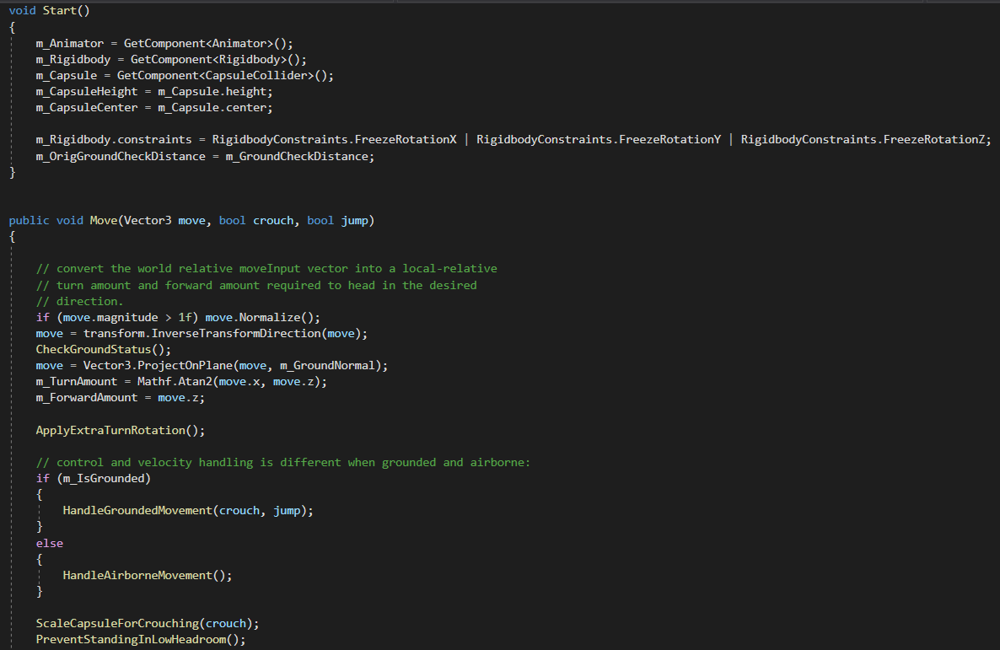 void Start()
{
m_Animator = GetComponent<Animator>();
m_Rigidbody = GetComponent<Rigidbody>();
m_Capsule = GetComponent<CapsuleCollider>();
m_CapsuleHeight = m_Capsule.height;
m_CapsuleCenter = m_Capsule.center;
m_Rigidbody.constraints = RigidbodyConstraints.FreezeRotationX | RigidbodyConstraints.FreezeRotationY | RigidbodyConstraints.FreezeRotationZ;
m_OrigGroundCheckDistance = m_GroundCheckDistance;
}
public void Move(Vector3 move, bool crouch, bool jump)
{
// convert the world relative moveInput vector into a local-relative
// turn amount and forward amount required to head in the desired
// direction.
if (move.magnitude > 1f) move.Normalize();
move = transform.InverseTransformDirection(move);
CheckGroundStatus();
move = Vector3.ProjectOnPlane(move, m_GroundNormal);
m_TurnAmount = Mathf.Atan2(move.x, move.z);
m_ForwardAmount = move.z;
ApplyExtraTurnRotation();
// control and velocity handling is different when grounded and airborne:
if (m_IsGrounded)
{
HandleGroundedMovement(crouch, jump);
}
else
{
HandleAirborneMovement();
}
ScaleCapsuleForCrouching(crouch);
PreventStandingInLowHeadroom();